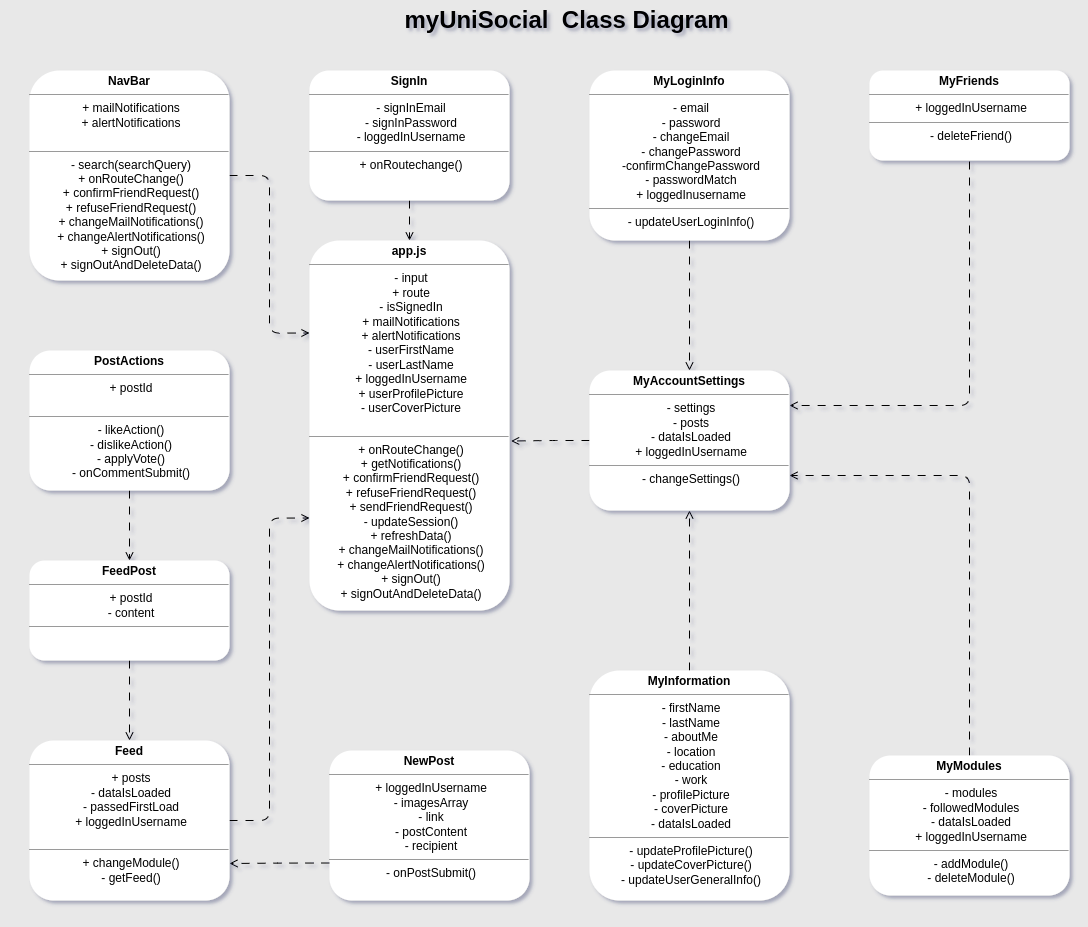 myUniSocial  Class Diagram
NavBar
+ mailNotifications
+ alertNotifications
- search(searchQuery)
+ onRouteChange()
+ confirmFriendRequest()
+ refuseFriendRequest()
+ changeMailNotifications()
+ changeAlertNotifications()
+ signOut()
+ signOutAndDeleteData()
SignIn
- signInEmail
- signInPassword
- loggedInUsername
+ onRoutechange()
MyLoginInfo
- email
- password
- changeEmail
- changePassword
-confirmChangePassword
- passwordMatch
+ loggedInusername
- updateUserLoginInfo()
MyFriends
+ loggedInUsername
- deleteFriend()
app.js
- input
+ route
- isSignedIn
+ mailNotifications
+ alertNotifications
- userFirstName
- userLastName
+ loggedInUsername
+ userProfilePicture
- userCoverPicture
+ onRouteChange()
+ getNotifications()
+ confirmFriendRequest()
+ refuseFriendRequest()
+ sendFriendRequest()
- updateSession()
+ refreshData()
+ changeMailNotifications()
+ changeAlertNotifications()
+ signOut()
+ signOutAndDeleteData()
PostActions
+ postId
- likeAction()
- dislikeAction()
- applyVote()
- onCommentSubmit()
MyAccountSettings
- settings
- posts
- dataIsLoaded
+ loggedInUsername
- changeSettings()
FeedPost
+ postId
- content
Feed
+ posts
- dataIsLoaded
- passedFirstLoad
+ loggedInUsername
+ changeModule()
- getFeed()
NewPost
+ loggedInUsername
- imagesArray
- link
- postContent
- recipient
- onPostSubmit()
MyInformation
- firstName
- lastName
- aboutMe
- location
- education
- work
- profilePicture
- coverPicture
- dataIsLoaded
- updateProfilePicture()
- updateCoverPicture()
- updateUserGeneralInfo()
MyModules
- modules
- followedModules
- dataIsLoaded
+ loggedInUsername
- addModule()
- deleteModule()